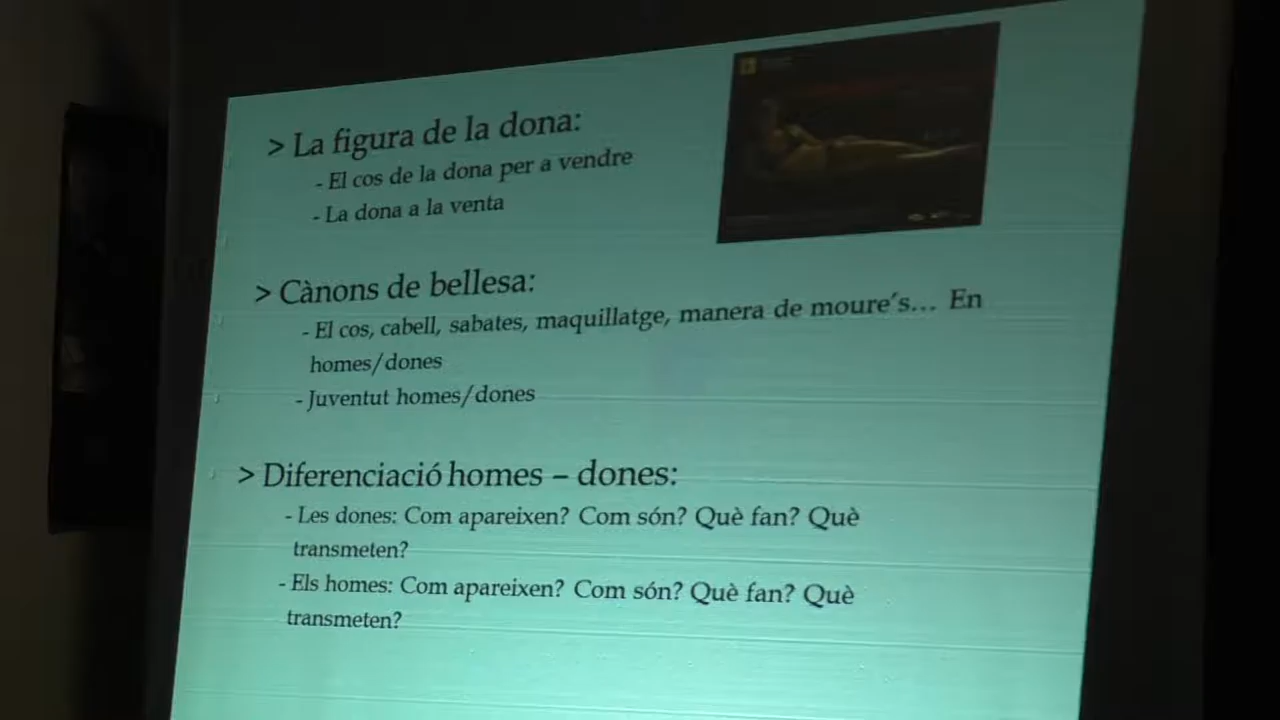 > La figura de la dona:
- El cos de la dona per a vendre
- La dona a la venta
> Cànons de bellesa:
- El cos, cabell, sabates, maquillatge, manera de moure's... En
homes/dones
- Juventut homes/dones
> Diferenciació homes – dones:
- Les dones: Com apareixen? Com són? Què fan? Què
transmeten?
- Els homes: Com apareixen? Com són? Què fan? Què
transmeten?